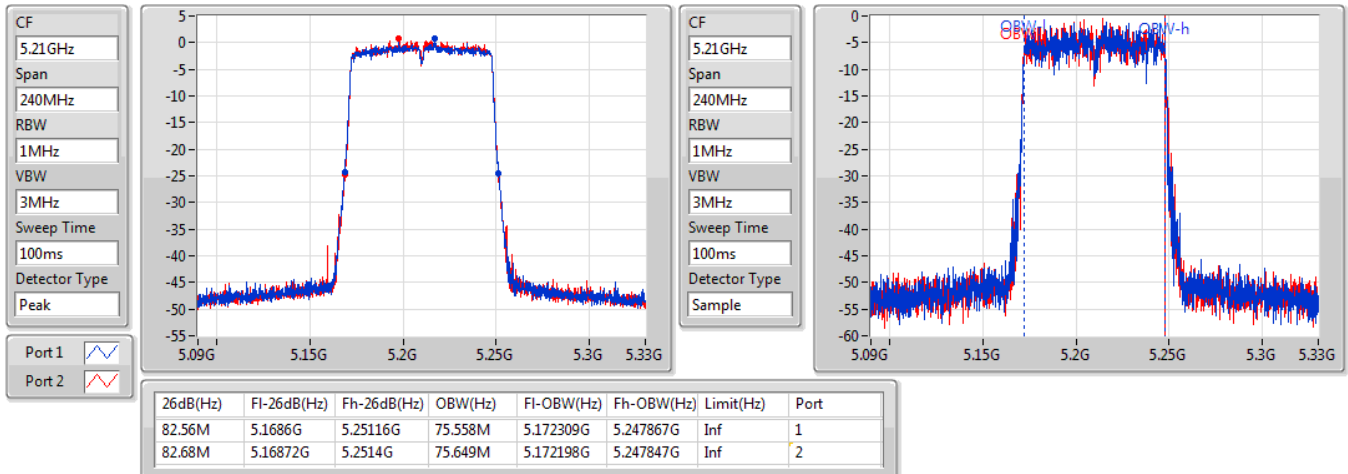 CF
5.21GHz
Span
240MHz
RBW
1MHz
VBW
3MHz
Sweep Time
100ms
Detector Type
Peak
Port 1
Port 2
5
0
-5
-10
-15
-20
-25
-30
-35
-40
-45
-50
-55
5.09G 5.15G 5.2G 5.25G 5.3G 5.33G
CF
5.21GHz
Span
240MHz
RBW
1MHz
VBW
3MHz
Sweep Time
100ms
Detector Type
Sample
OBW-h
0
-5
-10
-15
-20
-25
-30
-35
-40
-45
-50
-55
-60
5.09G 5.15G 5.2G 5.25G 5.3G 5.33G
26dB(Hz) Fl-26dB(Hz) Fh-26dB(Hz) OBW(Hz) Fl-OBW(Hz) Fh-OBW(Hz) Limit(Hz) Port
82.56M 5.1686G 5.25116G 75.558M 5.172309G 5.247867G Inf 1
82.68M 5.16872G 5.2514G 75.649M 5.172198G 5.247847G Inf 2